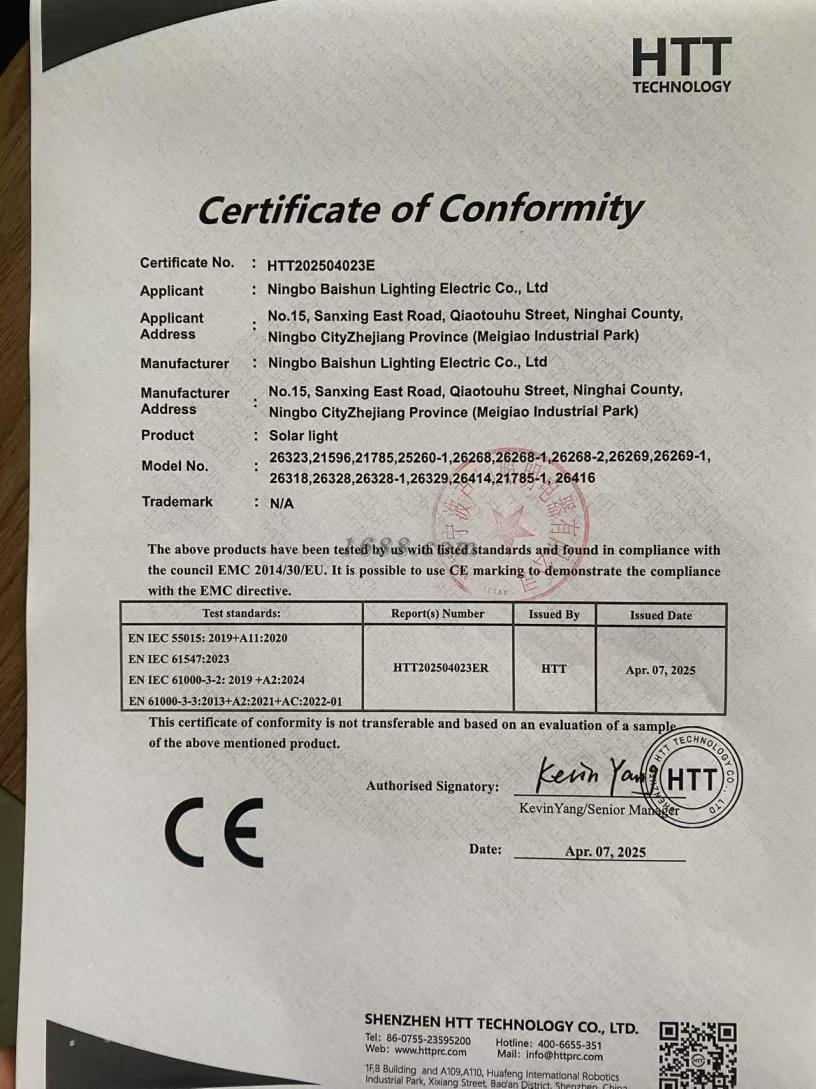 HTT
TECHNOLOGY
Certificate of Conformity
Certificate No. : HTT202504023E
Applicant : Ningbo Baishun Lighting Electric Co., Ltd
Applicant Address : No.15, Sanxing East Road, Qiaotouhu Street, Ninghai County,
Ningbo CityZhejiang Province (Meigiao Industrial Park)
Manufacturer : Ningbo Baishun Lighting Electric Co., Ltd
Manufacturer Address : No.15, Sanxing East Road, Qiaotouhu Street, Ninghai County,
Ningbo CityZhejiang Province (Meigiao Industrial Park)
Product : Solar light
Model No. : 26323,21596,21785,25260-1,26268,26268-1,26268-2,26269,26269-1,
26318,26328,26328-1,26329,26414,21785-1, 26416
Trademark : N/A
1688.com
The above products have been tested by us with listed standards and found in compliance with
the council EMC 2014/30/EU. It is possible to use CE marking to demonstrate the compliance
with the EMC directive.
Test standards: Report(s) Number Issued By Issued Date
EN IEC 55015: 2019+A11:2020
EN IEC 61547:2023
EN IEC 61000-3-2: 2019 +A2:2024
EN 61000-3-3:2013+A2:2021+AC:2022-01
HTT202504023ER HTT Apr. 07, 2025
This certificate of conformity is not transferable and based on an evaluation of a sample
of the above mentioned product.
Authorised Signatory: Kevin Yang
KevinYang/Senior Manager
SHENZHEN HTT TECHNOLOGY CO., LTD
HTT
CE
Date: Apr. 07, 2025
SHENZHEN HTT TECHNOLOGY CO., LTD.
Tel: 86-0755-23595200 Hotline: 400-6655-351
Web: www.httprc.com Mail: info@httprc.com
1F,B Building and A109,A110, Huafeng International Robotics
Industrial Park, Xixiang Street, Bao'an District, Shenzhen, China